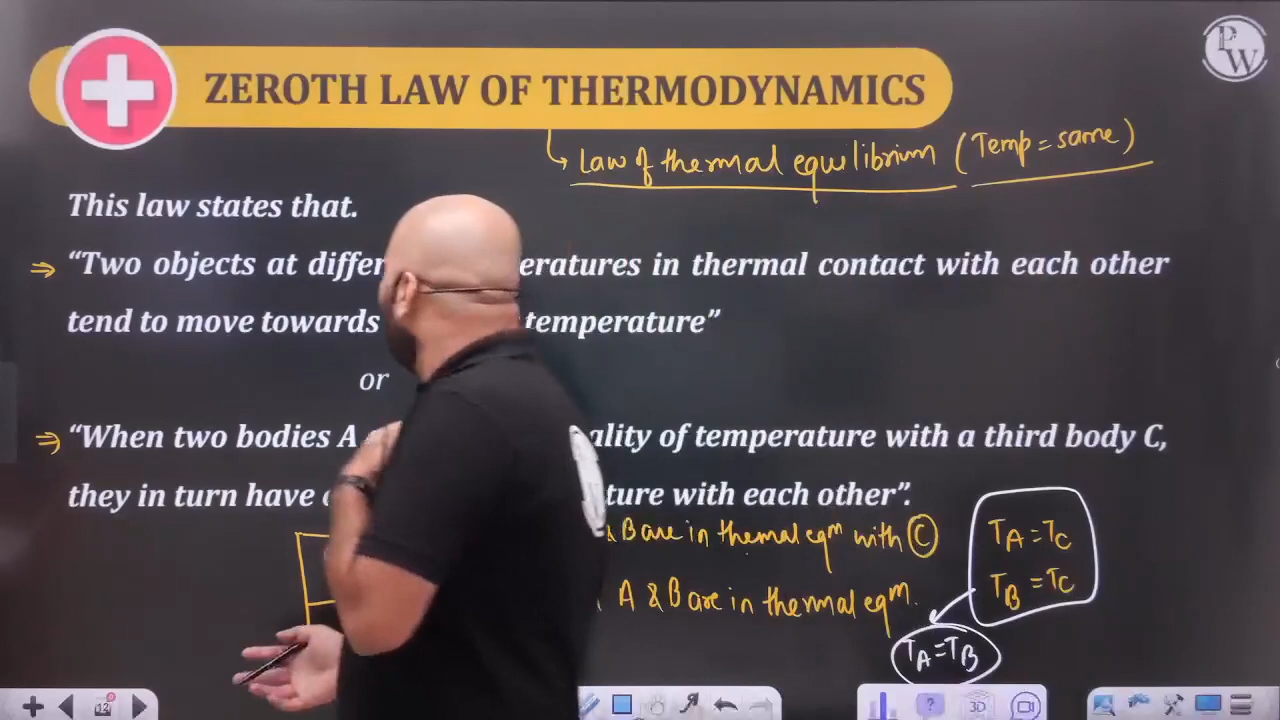 PW
ZEROTH LAW OF THERMODYNAMICS
Law of thermal equilibrium (Temp = same)
This law states that.
⇒ “Two objects at differ eratures in thermal contact with each other
tend to move towards temperature”
or
⇒ “When two bodies A ality of temperature with a third body C,
they in turn have ture with each other”.
& B are in thermal eqm with C
A & B are in thermal eqm.
TA = TC
TB = TC
TA = TB
12
?
3D